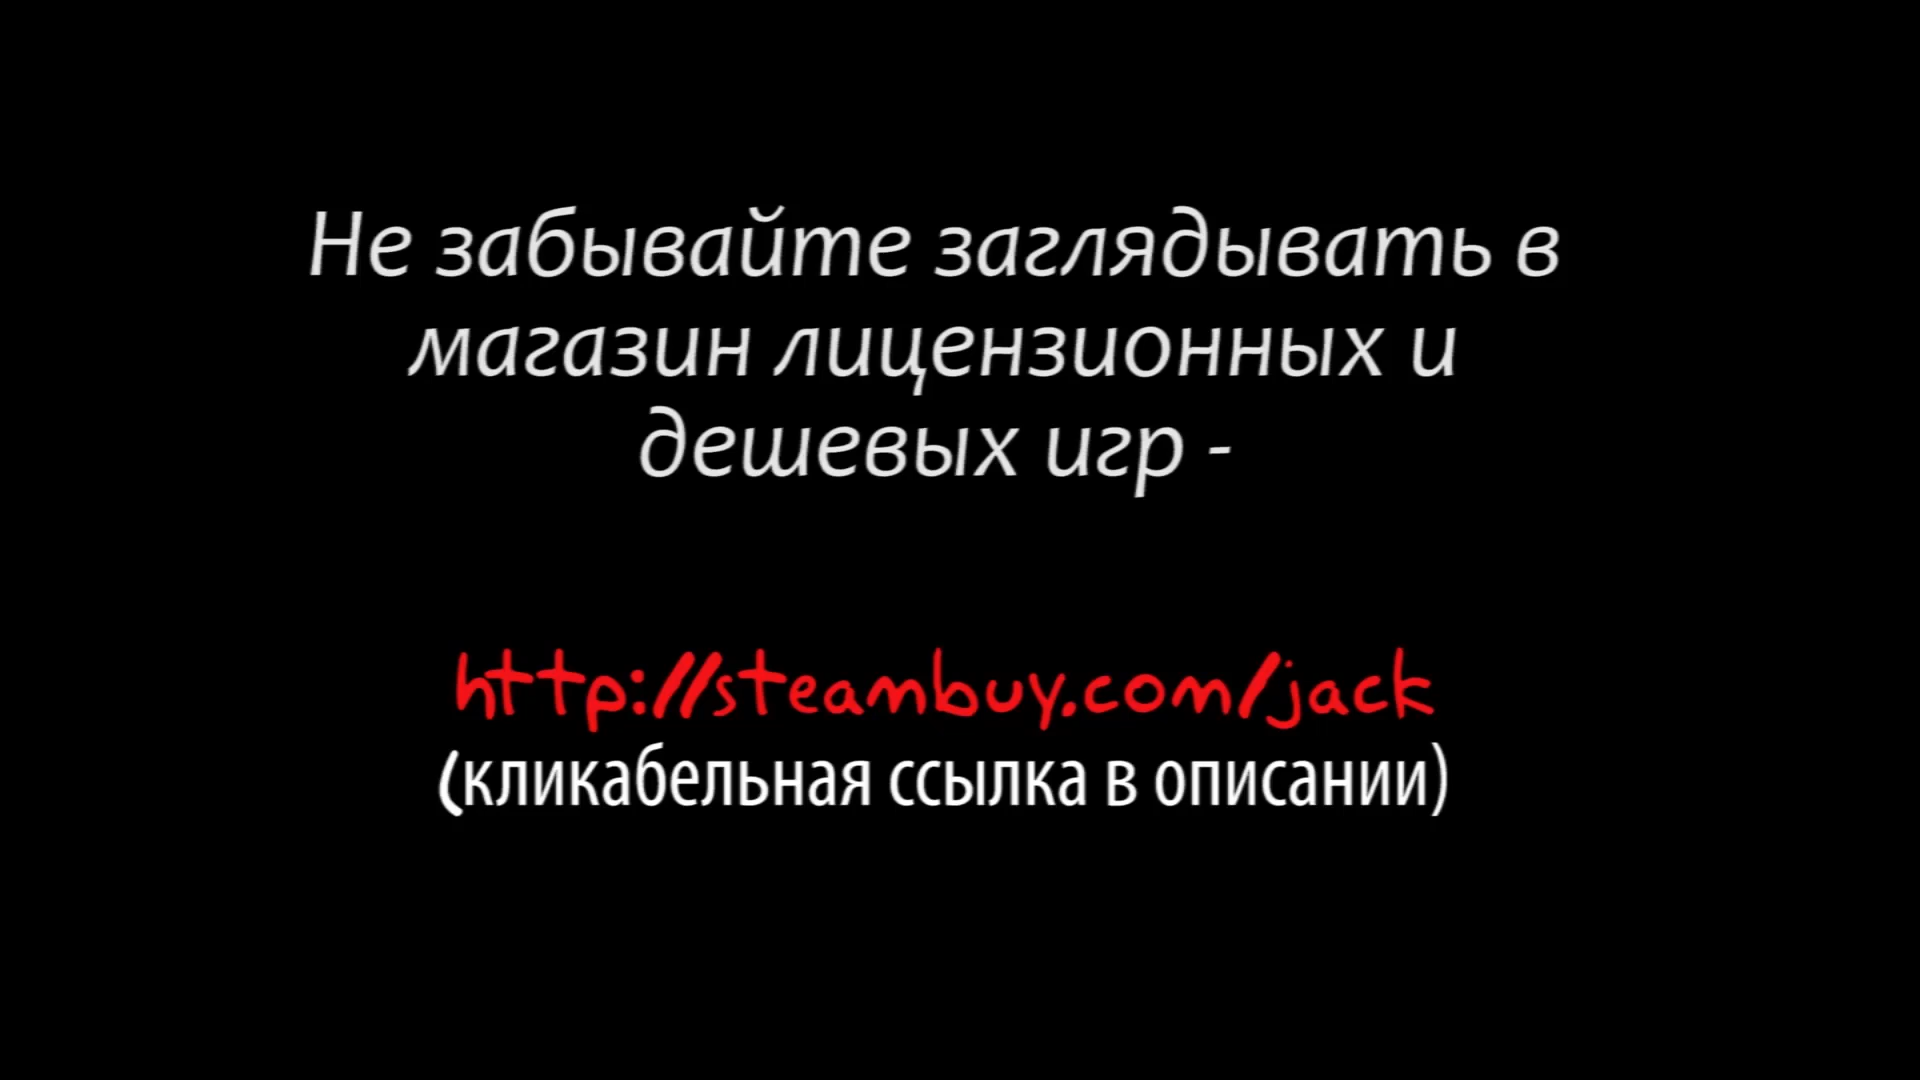 Не забывайте заглядывать в
магазин лицензионных и
дешевых игр -
http://steambuy.com/jack
(кликабельная ссылка в описании)